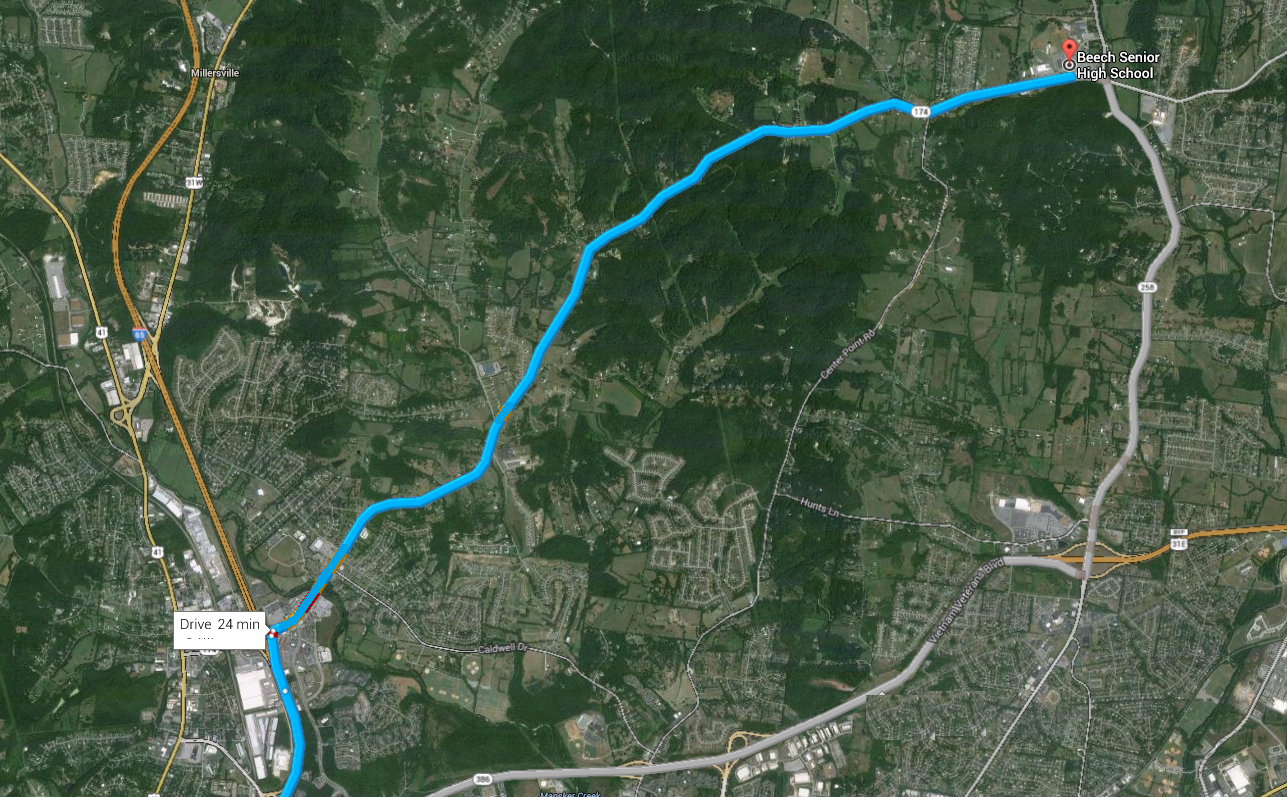 Millersville
Beech Senior
High School
174
31W
258
41
65
Center Point Rd
Hunts Ln
31E
41
Vietnam Veterans Blvd
Drive 24 min
Caldwell Dr
386
Mansker Creek